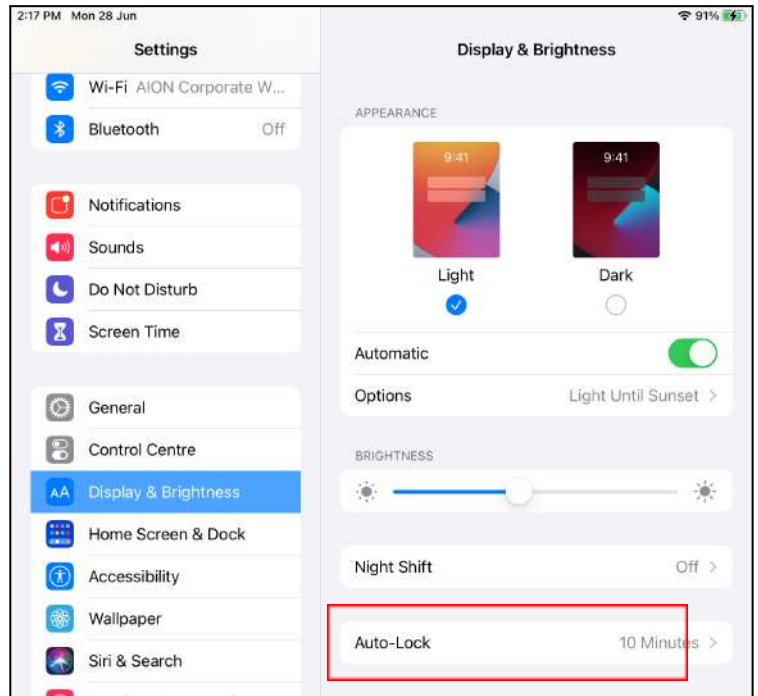 2:17 PM Mon 28 Jun
91%
Settings
Wi-Fi AION Corporate W...
Bluetooth Off
Notifications
Sounds
Do Not Disturb
Screen Time
General
Control Centre
AA Display & Brightness
Home Screen & Dock
Accessibility
Wallpaper
Siri & Search
Display & Brightness
APPEARANCE
9:41 9:41
Light Dark
Automatic
Options Light Until Sunset
BRIGHTNESS
Night Shift Off
Auto-Lock 10 Minutes